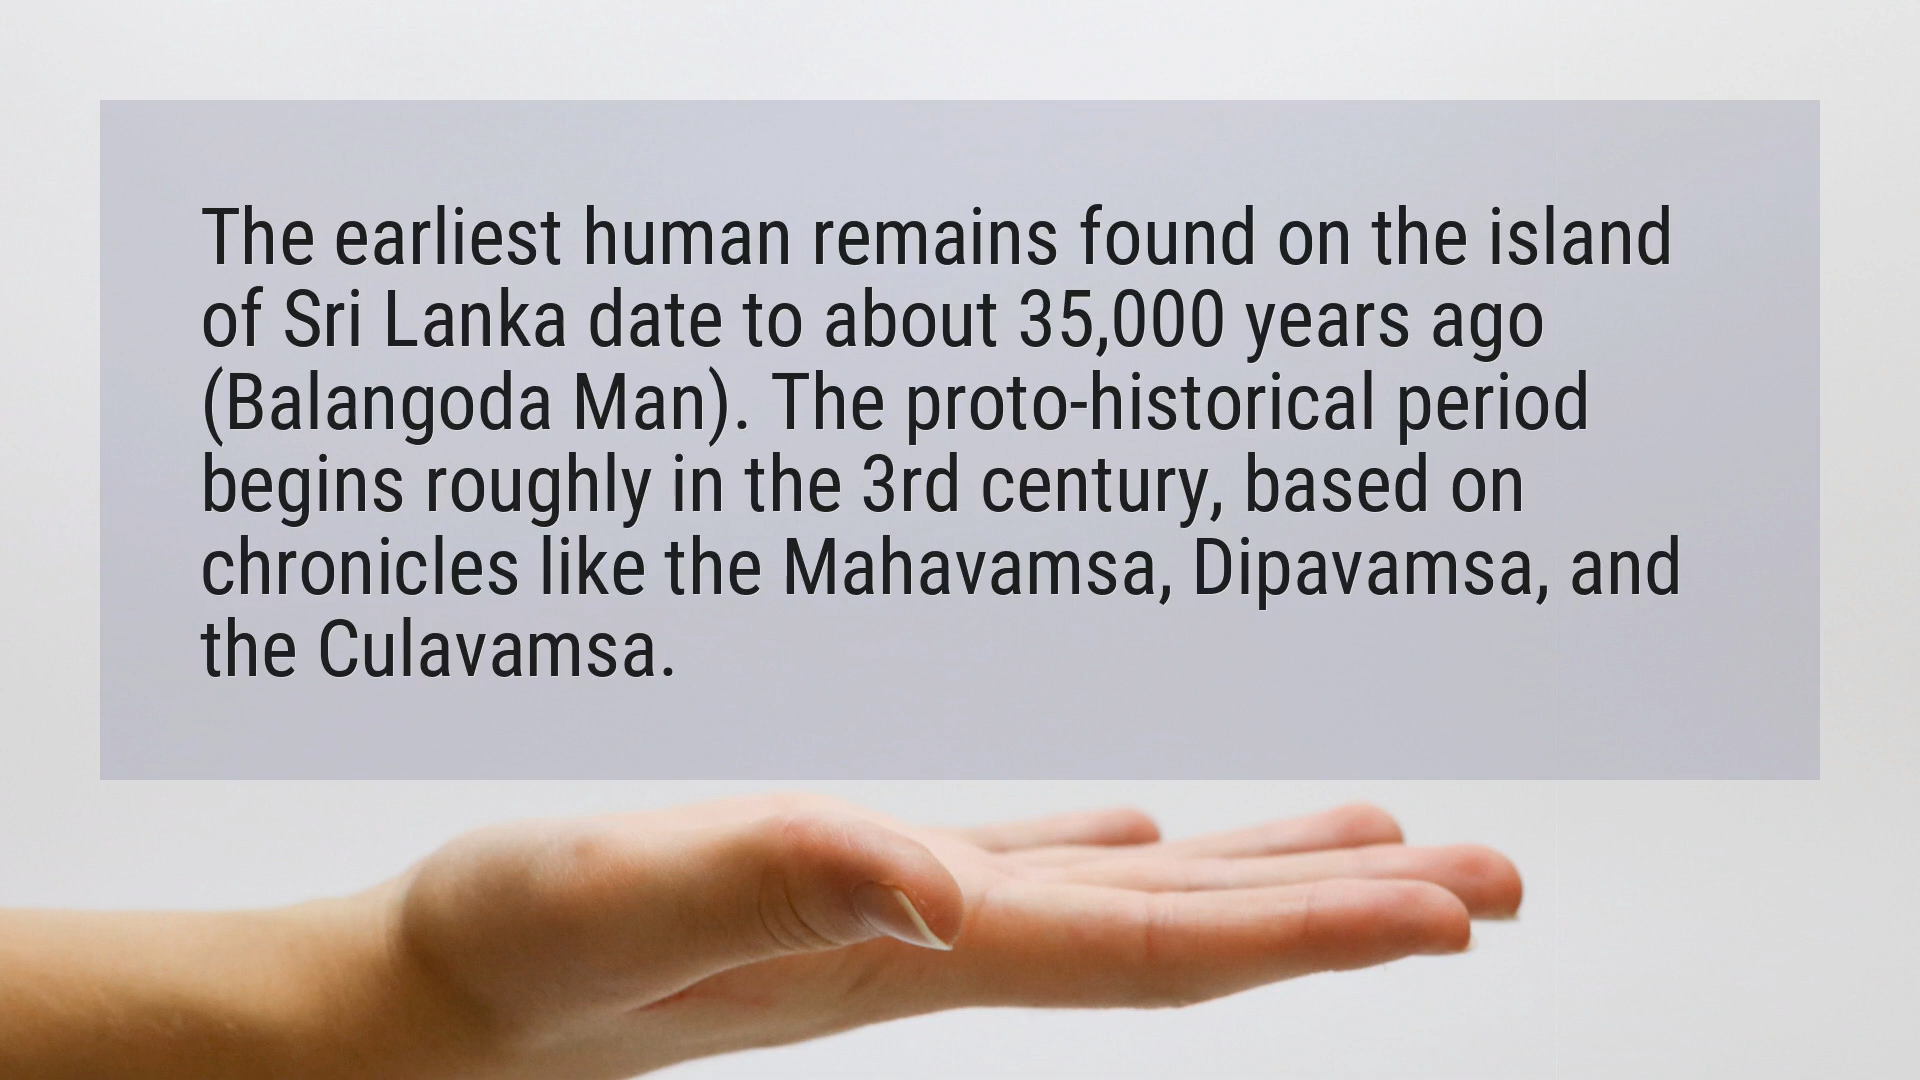 The earliest human remains found on the island
of Sri Lanka date to about 35,000 years ago
(Balangoda Man). The proto-historical period
begins roughly in the 3rd century, based on
chronicles like the Mahavamsa, Dipavamsa, and
the Culavamsa.